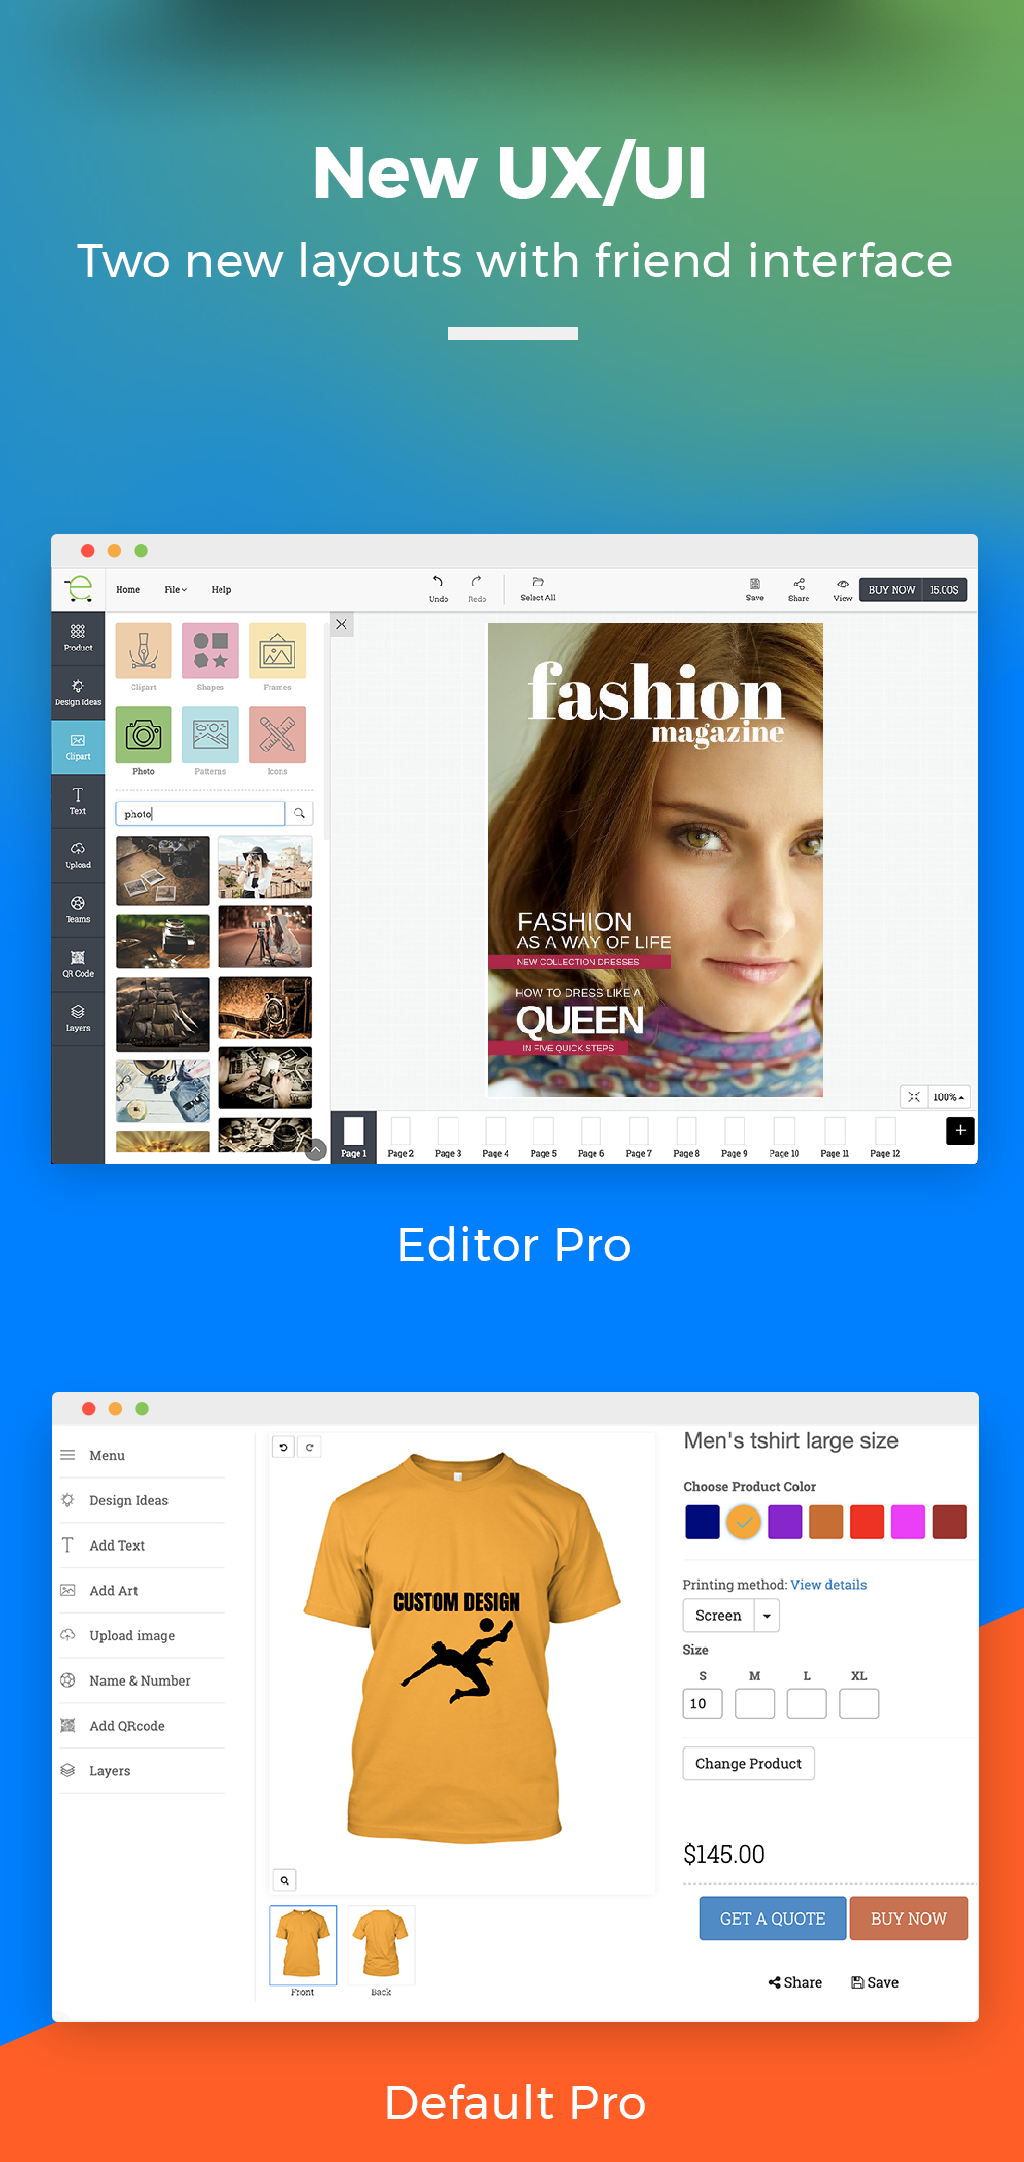 New UX/UI
Two new layouts with friend interface
Home File Help
Undo Redo Select All
Save Share View BUY NOW 15.00$
Product
Design Ideas
Clipart
Text
Upload
Teams
QR Code
Layers
Clipart Shapes Frames
Photo Patterns Icons
photo
fashion
magazine
FASHION
AS A WAY OF LIFE
NEW COLLECTION DRESSES
HOW TO DRESS LIKE A
QUEEN
IN FIVE QUICK STEPS
100%
Page 1 Page 2 Page 3 Page 4 Page 5 Page 6 Page 7 Page 8 Page 9 Page 10 Page 11 Page 12
Editor Pro
Menu
Design Ideas
Add Text
Add Art
Upload image
Name & Number
Add QRcode
Layers
CUSTOM DESIGN
Front Back
Men's tshirt large size
Choose Product Color
Printing method: View details
Screen
Size
S M L XL
10
Change Product
$145.00
GET A QUOTE BUY NOW
Share Save
Default Pro